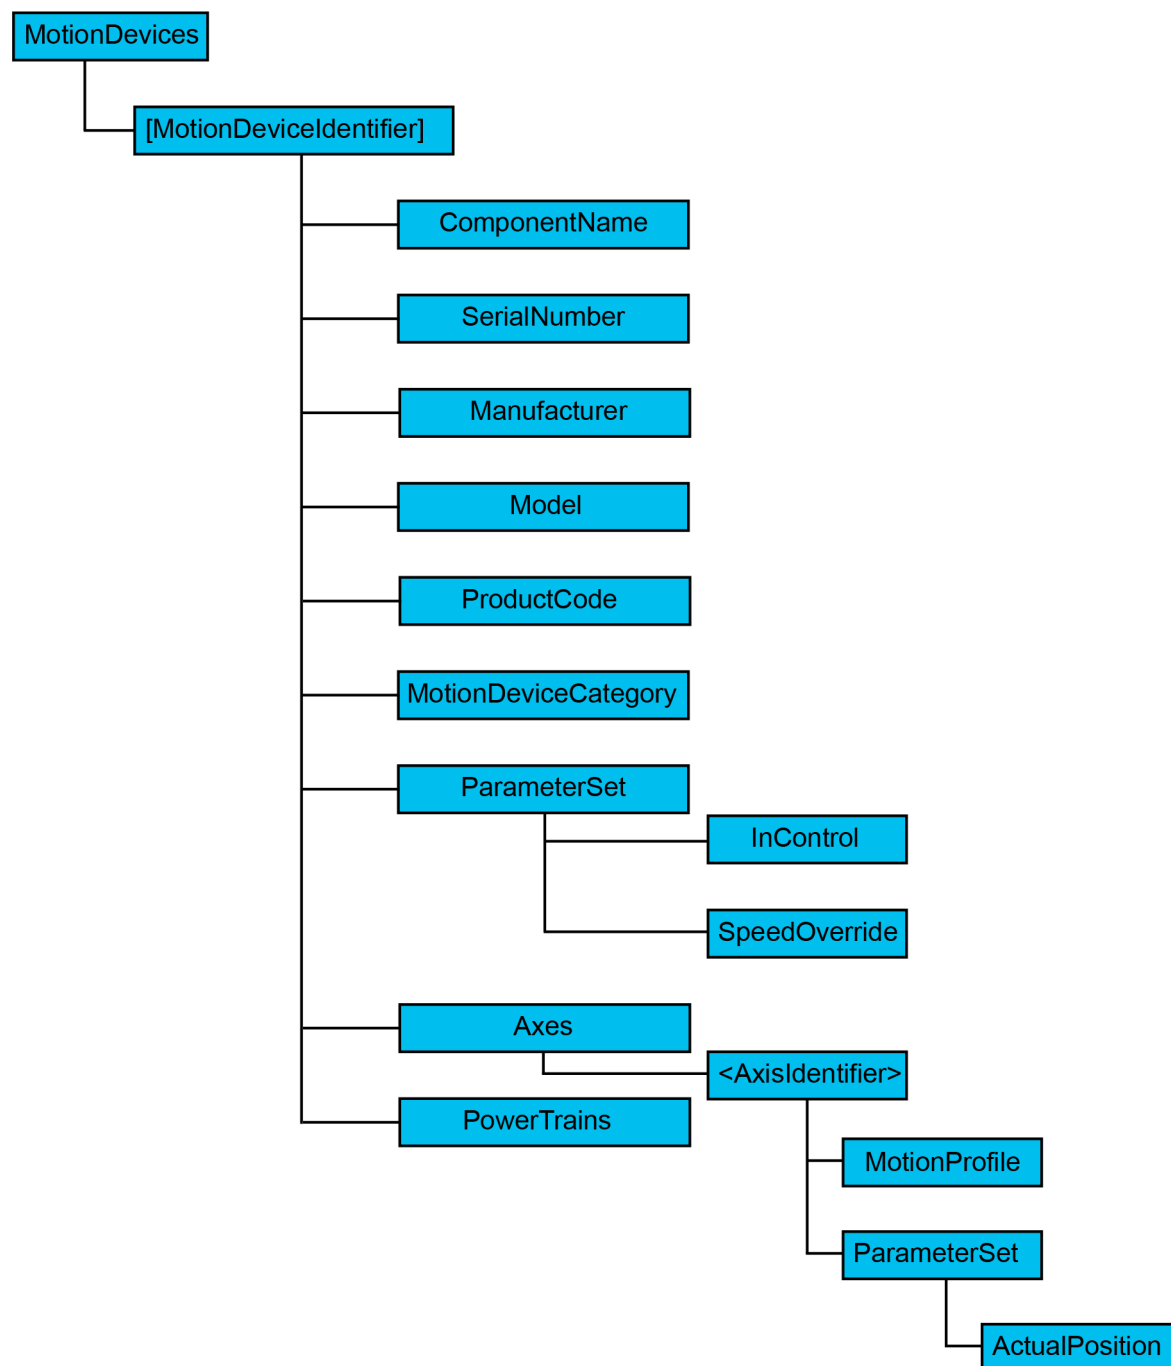 MotionDevices
[MotionDeviceIdentifier]
ComponentName
SerialNumber
Manufacturer
Model
ProductCode
MotionDeviceCategory
ParameterSet
InControl
SpeedOverride
Axes
<AxisIdentifier>
PowerTrains
MotionProfile
ParameterSet
ActualPosition